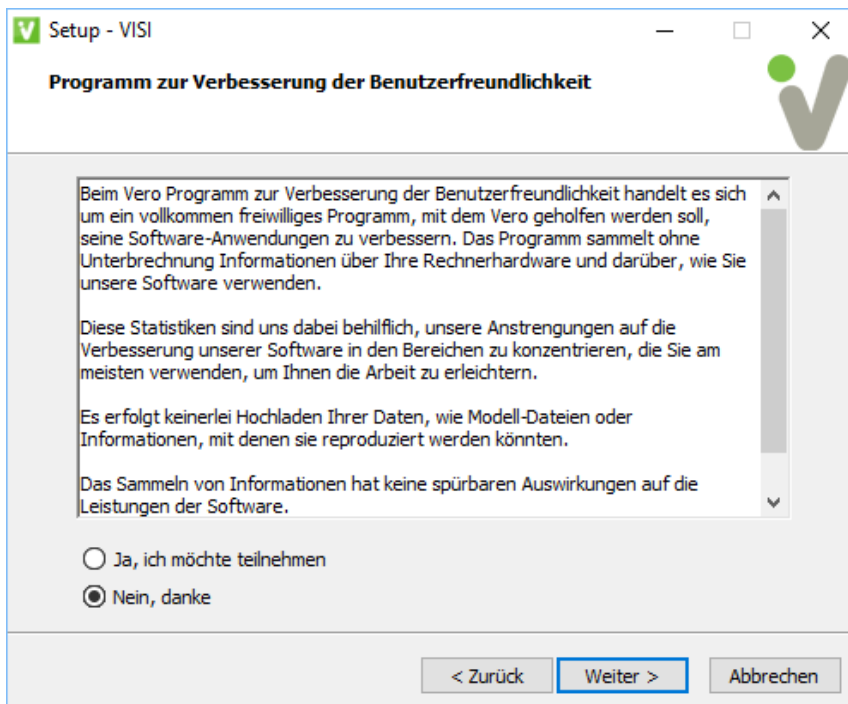 Setup - VISI
Programm zur Verbesserung der Benutzerfreundlichkeit
Beim Vero Programm zur Verbesserung der Benutzerfreundlichkeit handelt es sich
um ein vollkommen freiwilliges Programm, mit dem Vero geholfen werden soll,
seine Software-Anwendungen zu verbessern. Das Programm sammelt ohne
Unterbrechnung Informationen über Ihre Rechnerhardware und darüber, wie Sie
unsere Software verwenden.
Diese Statistiken sind uns dabei behilflich, unsere Anstrengungen auf die
Verbesserung unserer Software in den Bereichen zu konzentrieren, die Sie am
meisten verwenden, um Ihnen die Arbeit zu erleichtern.
Es erfolgt keinerlei Hochladen Ihrer Daten, wie Modell-Dateien oder
Informationen, mit denen sie reproduziert werden könnten.
Das Sammeln von Informationen hat keine spürbaren Auswirkungen auf die
Leistungen der Software.
Ja, ich möchte teilnehmen
Nein, danke
< Zurück Weiter > Abbrechen